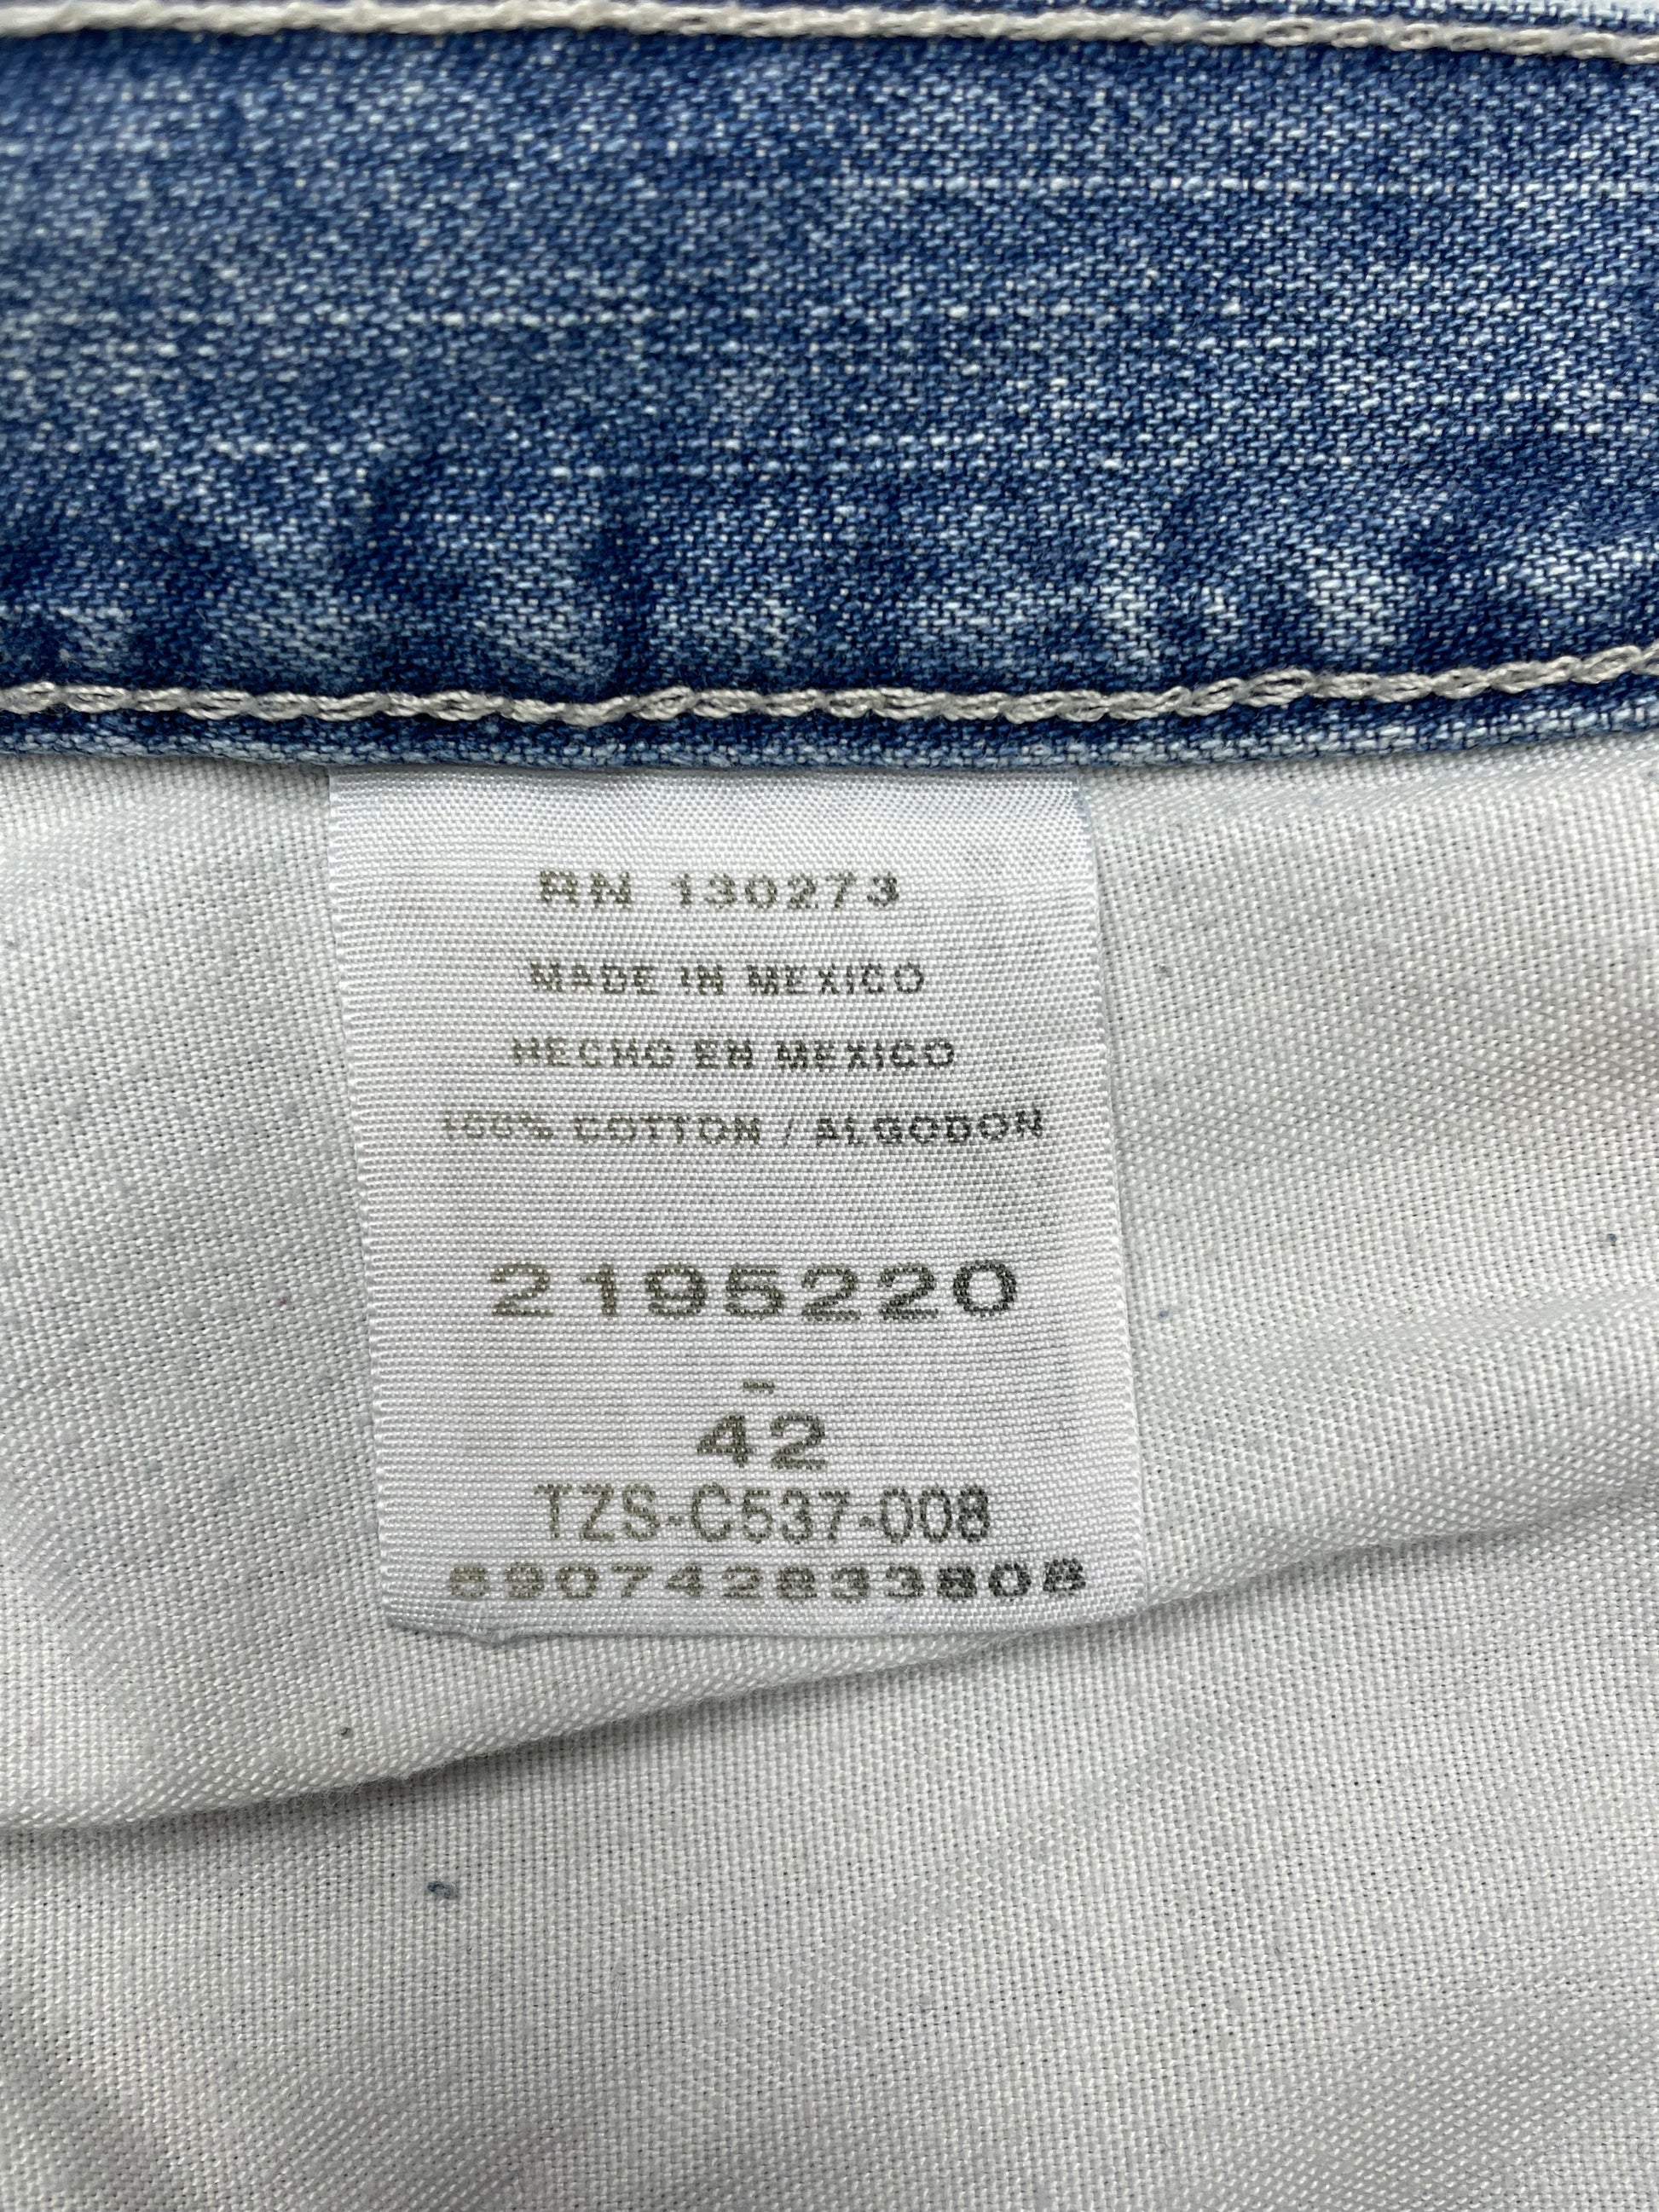 RN 130273
MADE IN MEXICO
HECHO EN MEXICO
100% COTTON / ALGODON
2195220
-
42
TZS-C537-008
890742833808